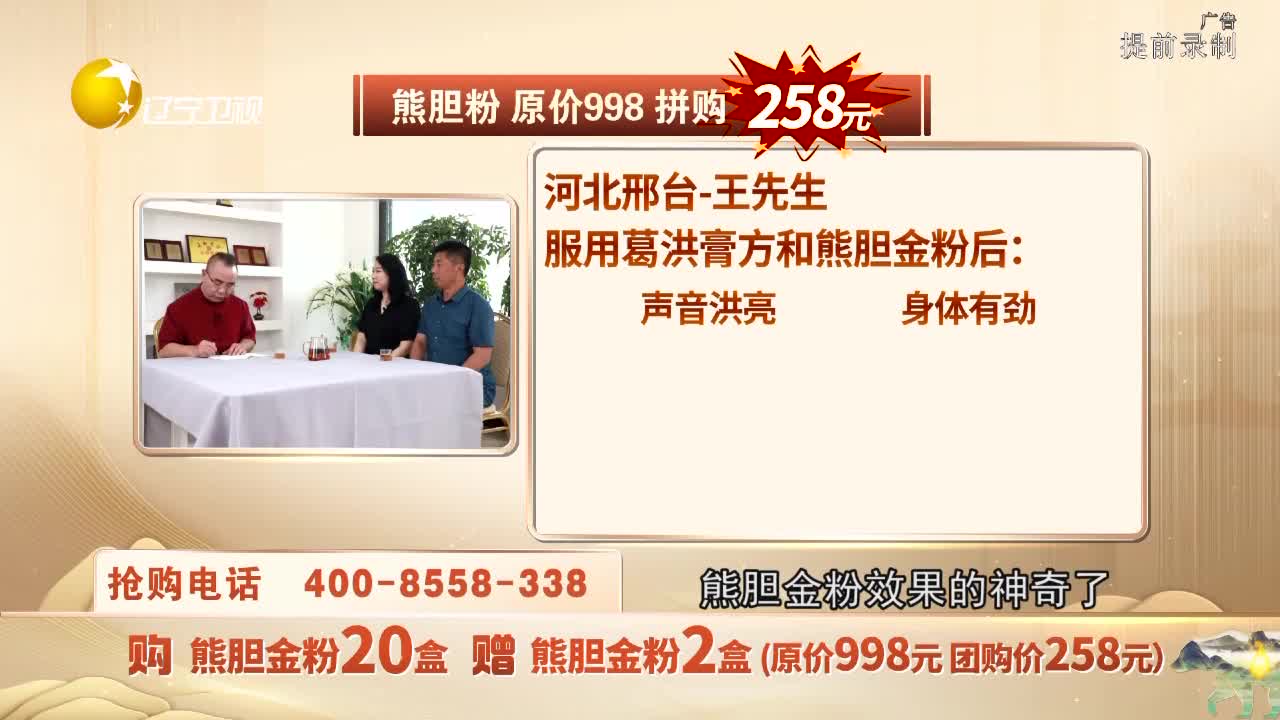 广告
提前录制
辽宁卫视
熊胆粉 原价998 拼购 258元
河北邢台-王先生
服用葛洪膏方和熊胆金粉后：
声音洪亮 身体有劲
抢购电话 400-8558-338
熊胆金粉效果的神奇了
购 熊胆金粉20盒 赠 熊胆金粉2盒(原价998元 团购价258元)